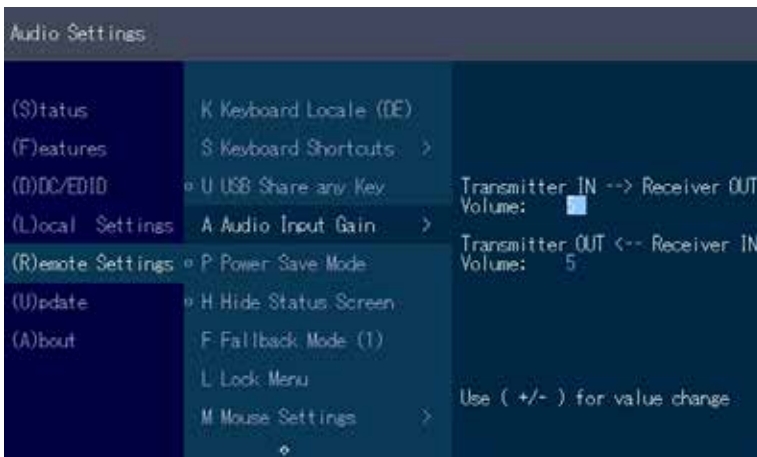 Audio Settings
(S)tatus
(F)eatures
(D)DC/EDID
(L)ocal Settings
(R)emote Settings
(U)pdate
(A)bout
K Keyboard Locale (DE)
S Keyboard Shortcuts >
U USB Share any Key
A Audio Input Gain >
P Power Save Mode
H Hide Status Screen
F Fallback Mode (1)
L Lock Menu
M Mouse Settings >
Transmitter IN --> Receiver OUT
Volume:
Transmitter OUT <-- Receiver IN
Volume: 5
Use ( +/- ) for value change